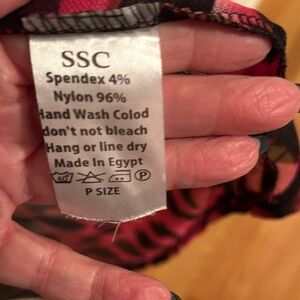 SSC
Spendex 4%
Nylon 96%
Hand Wash Colod
don't not bleach
Hang or line dry
Made In Egypt
40 P
P SIZE